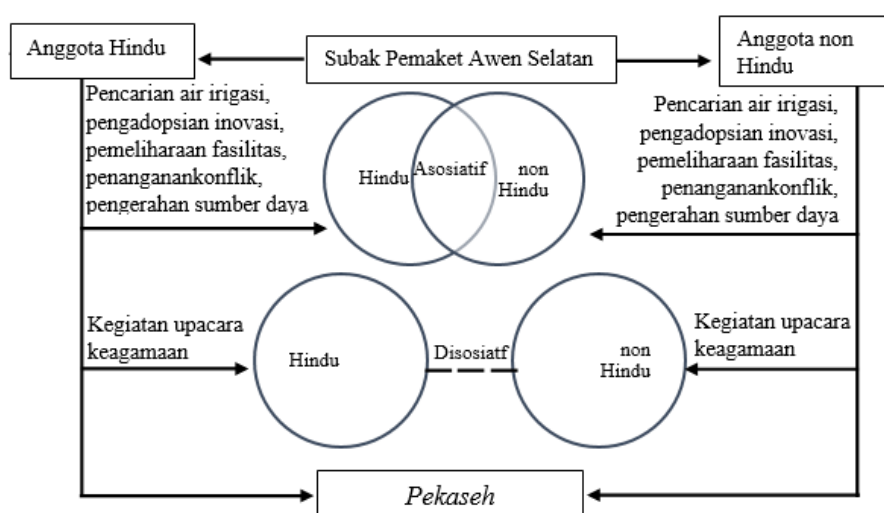 Anggota Hindu
Subak Pemaket Awen Selatan
Anggota non
Hindu
Pencarian air irigasi,
pengadopsian inovasi,
pemeliharaan fasilitas,
penanganankonflik,
pengerahan sumber daya
Hindu
Asosiatif
non
Hindu
Pencarian air irigasi,
pengadopsian inovasi,
pemeliharaan fasilitas,
penanganankonflik,
pengerahan sumber daya
Kegiatan upacara
keagamaan
Hindu
Disosiatf
non
Hindu
Kegiatan upacara
keagamaan
Pekaseh